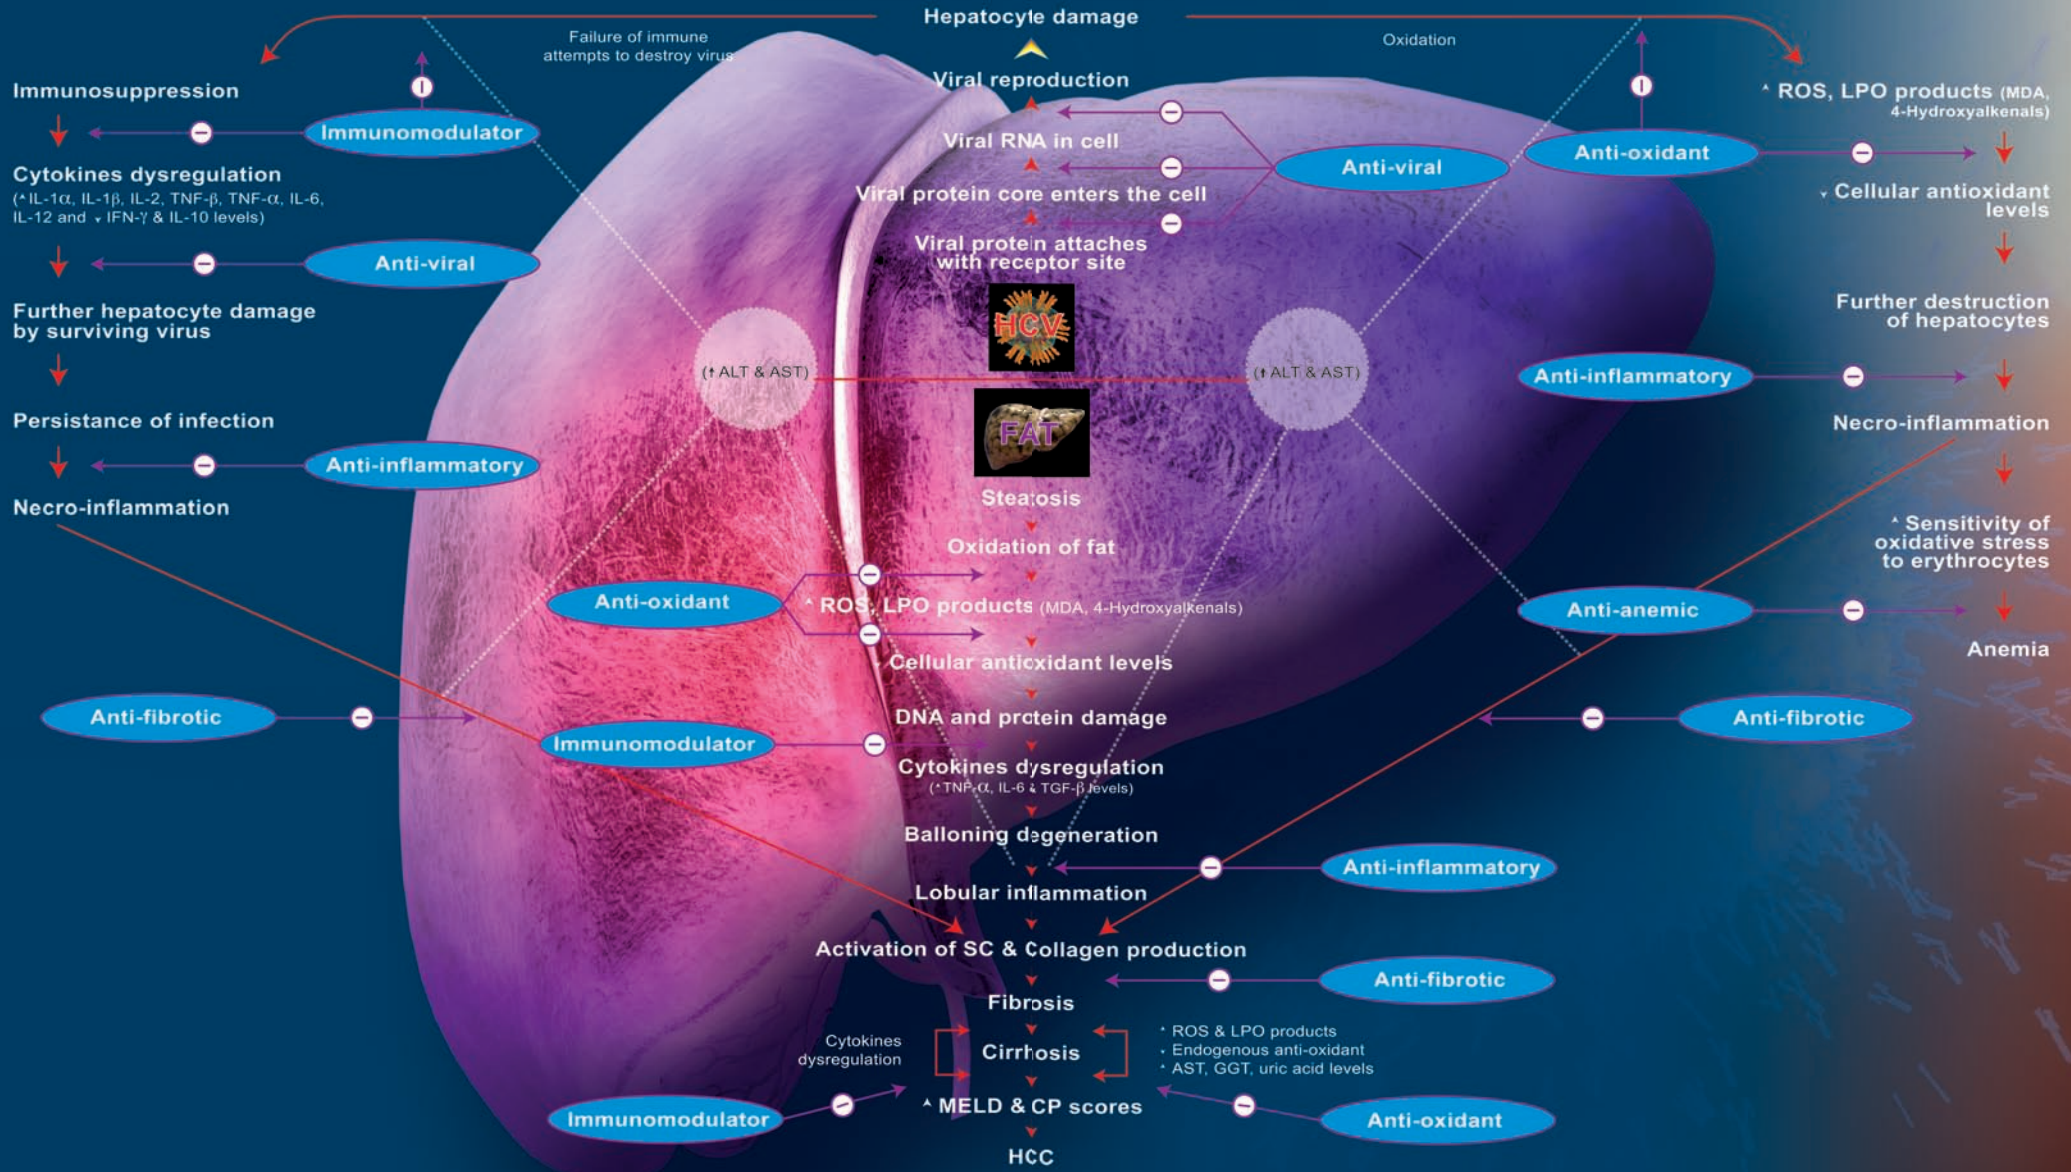 Hepatocyte damage
Failure of immune
attempts to destroy virus
Oxidation
Immunosuppression
Immunomodulator
Cytokines dysregulation
(▲IL-1α, IL-1β, IL-2, TNF-β, TNF-α, IL-6,
IL-12 and ▼ IFN-γ & IL-10 levels)
Anti-viral
Further hepatocyte damage
by surviving virus
Persistance of infection
Anti-inflammatory
Necro-inflammation
Anti-fibrotic
Viral reproduction
Viral RNA in cell
Viral protein core enters the cell
Viral protein attaches
with receptor site
Anti-viral
HCV
(↑ ALT & AST)
(↑ ALT & AST)
FAT
Steatosis
Oxidation of fat
Anti-oxidant
▲ ROS, LPO products (MDA, 4-Hydroxyalkenals)
Cellular antioxidant levels
DNA and protein damage
Immunomodulator
Cytokines dysregulation
(▲TNF-α, IL-6 & TGF-β levels)
Balloning degeneration
Anti-inflammatory
Lobular inflammation
Activation of SC & Collagen production
Anti-fibrotic
Fibrosis
Cytokines
dysregulation
Cirrhosis
▲ ROS & LPO products
▼ Endogenous anti-oxidant
▲ AST, GGT, uric acid levels
Immunomodulator
▲ MELD & CP scores
Anti-oxidant
HCC
▲ ROS, LPO products (MDA,
4-Hydroxyalkenals)
Anti-oxidant
▼ Cellular antioxidant
levels
Further destruction
of hepatocytes
Anti-inflammatory
Necro-inflammation
▲ Sensitivity of
oxidative stress
to erythrocytes
Anti-anemic
Anemia
Anti-fibrotic